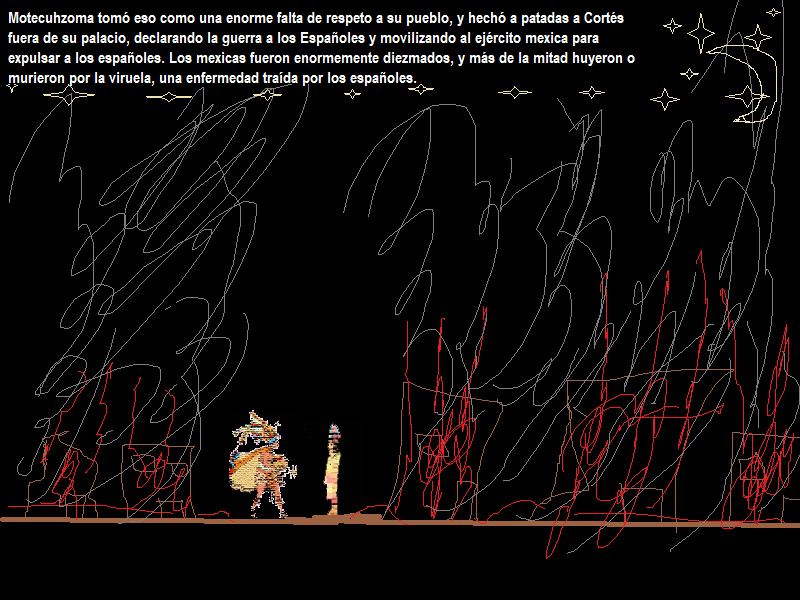 Motecuhzoma tomó eso como una enorme falta de respeto a su pueblo, y hechó a patadas a Cortés
fuera de su palacio, declarando la guerra a los Españoles y movilizando al ejército mexica para
expulsar a los españoles. Los mexicas fueron enormemente diezmados, y más de la mitad huyeron o
murieron por la viruela, una enfermedad traída por los españoles.